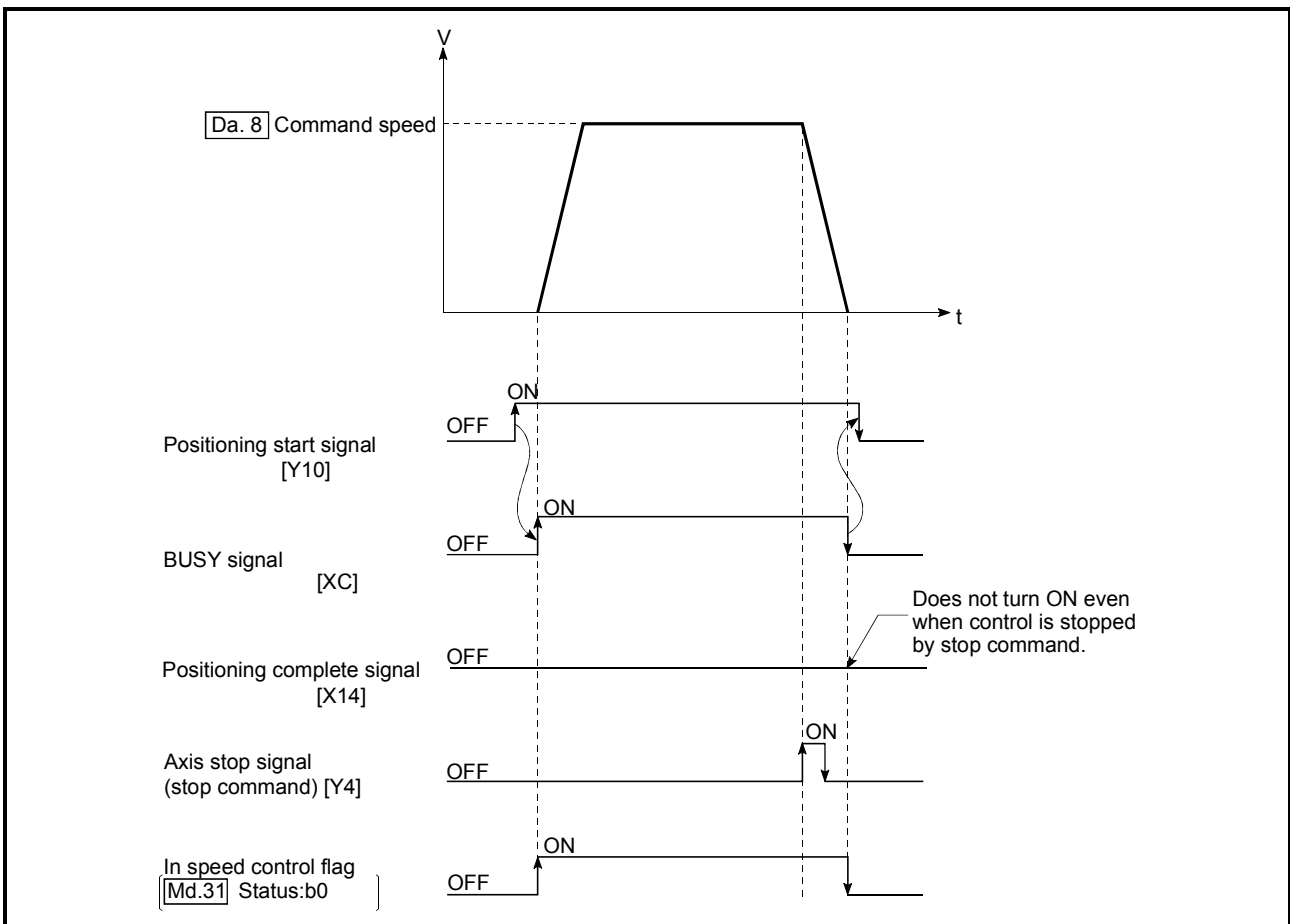 V
Da. 8 Command speed
t
ON
OFF
Positioning start signal
[Y10]
ON
OFF
BUSY signal
[XC]
Does not turn ON even
when control is stopped
by stop command.
OFF
Positioning complete signal
[X14]
ON
Axis stop signal
OFF
(stop command) [Y4]
ON
In speed control flag
OFF
Md.31 Status:b0